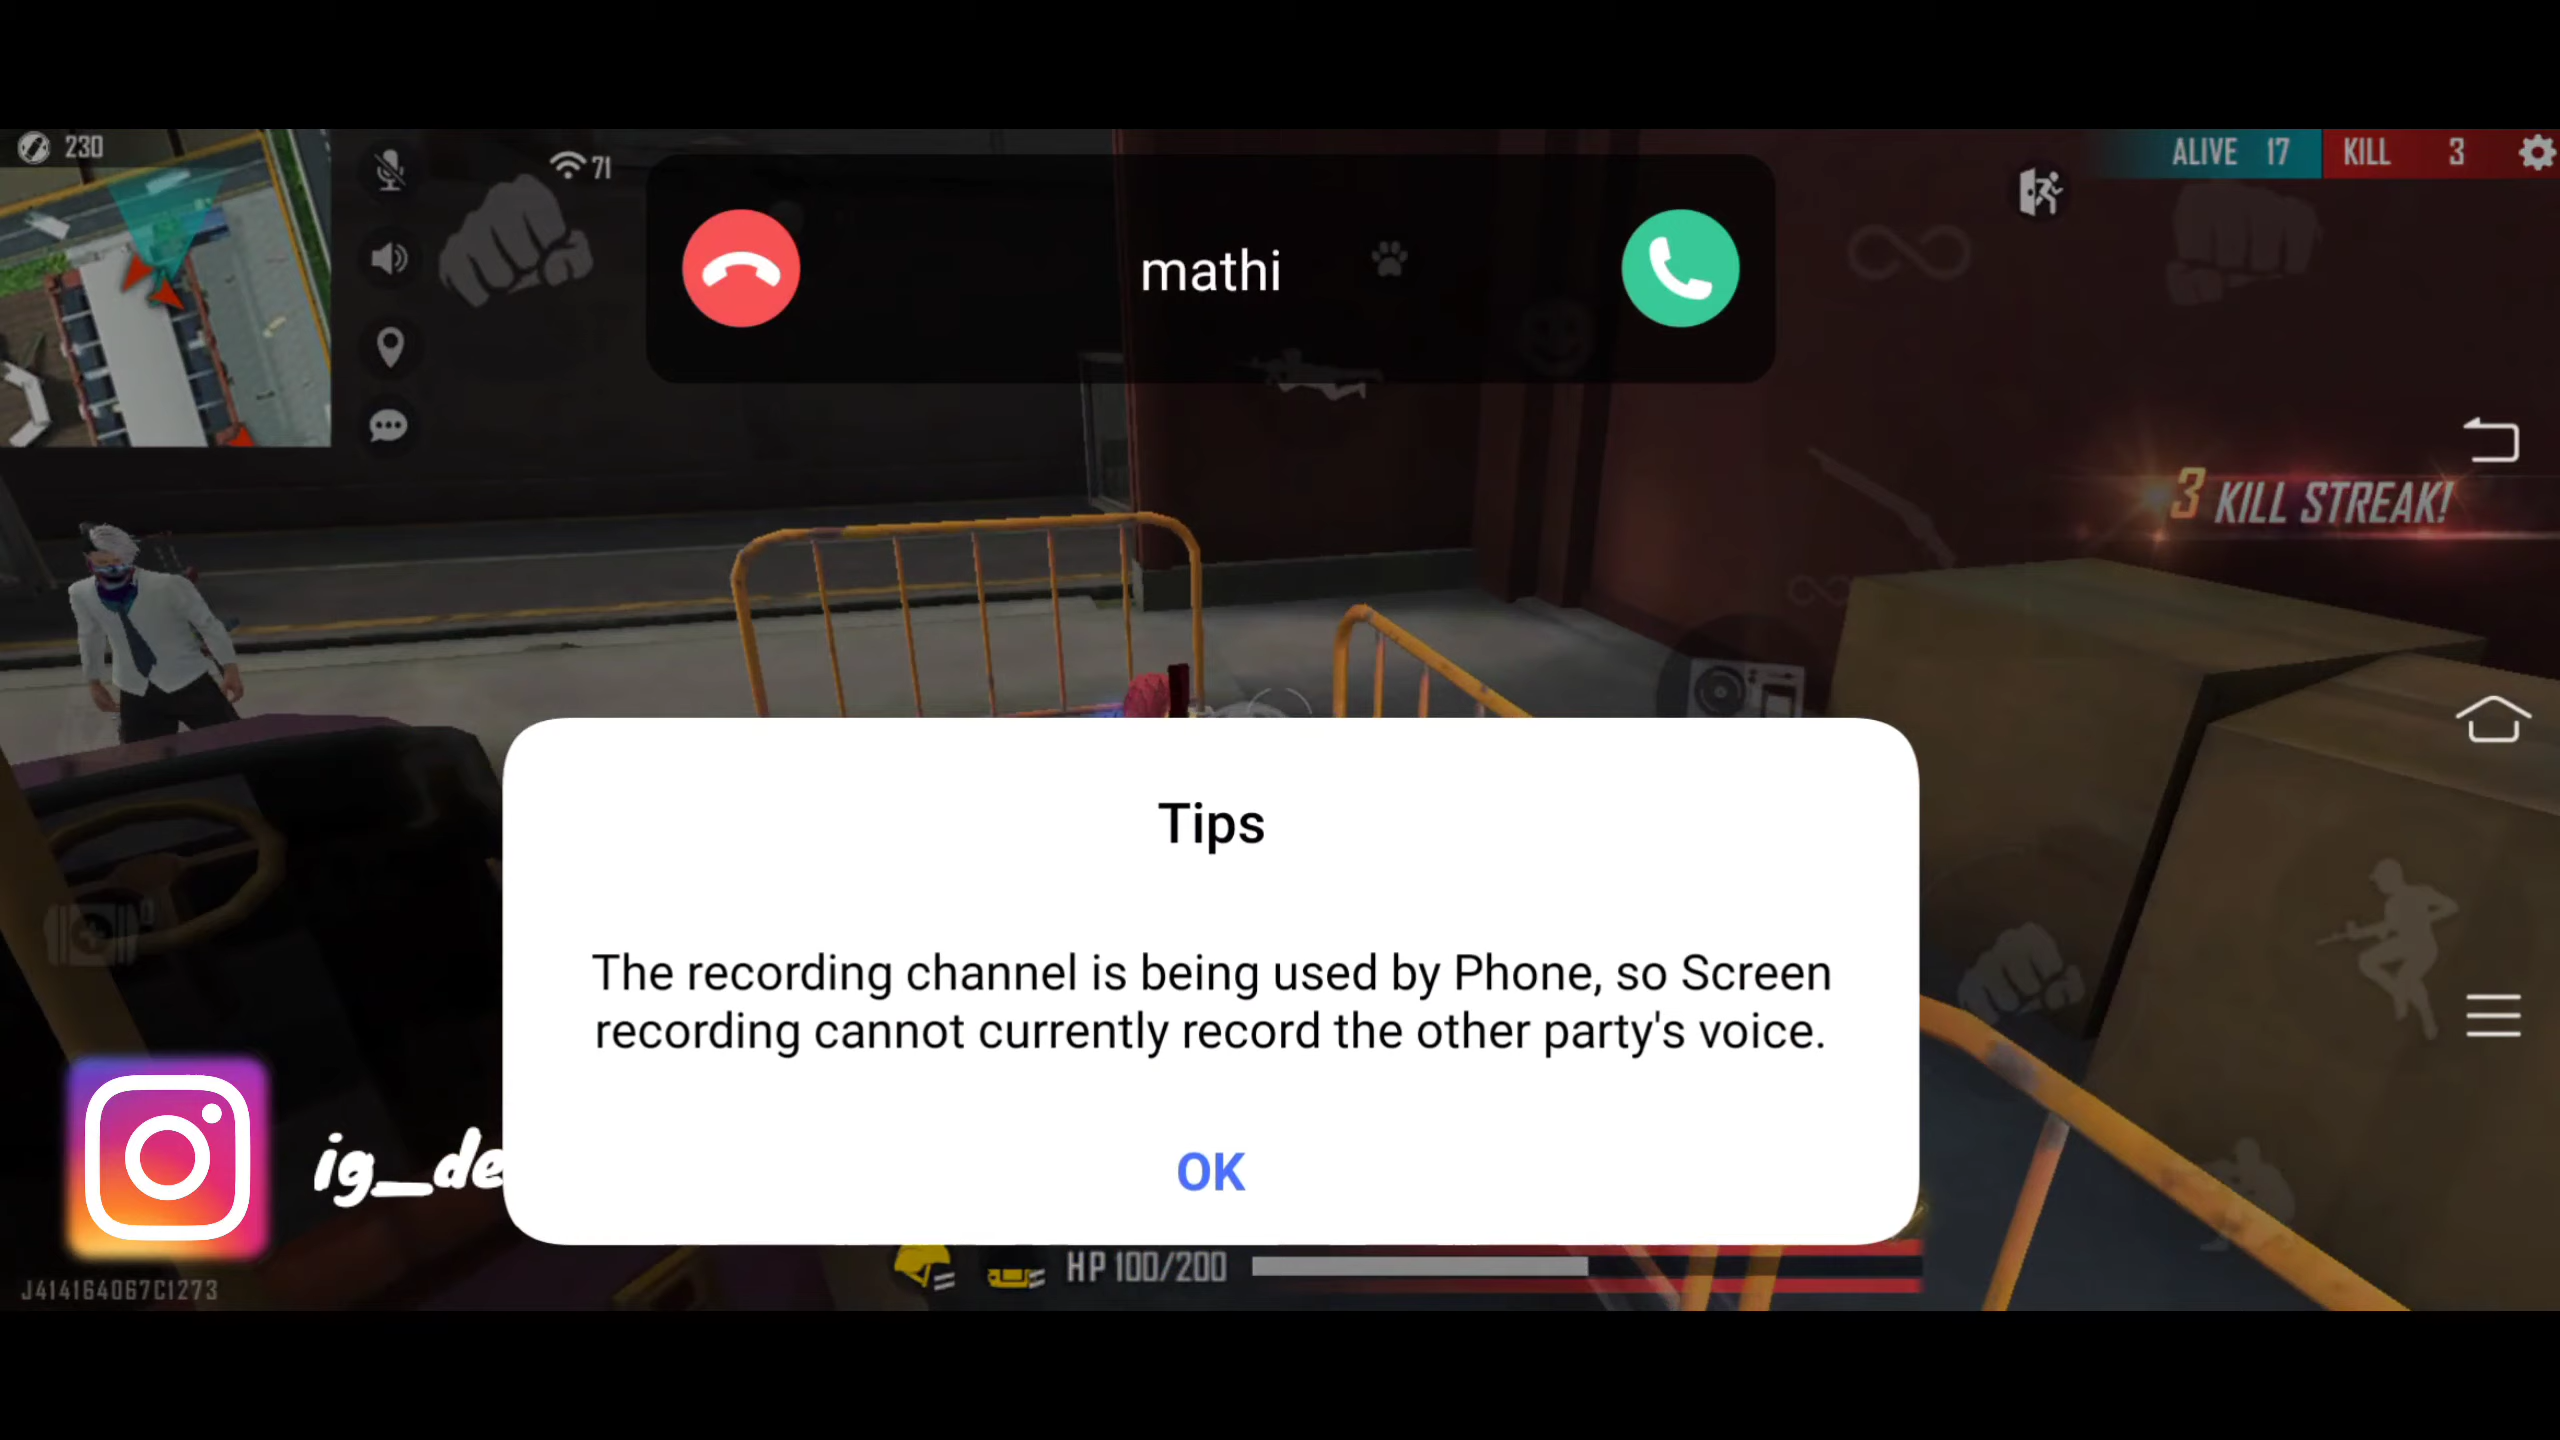 230
71
mathi
ALIVE 17
KILL 3
3 KILL STREAK!
Tips
The recording channel is being used by Phone, so Screen
recording cannot currently record the other party's voice.
OK
ig_de
HP 100/200
J414164067C1273